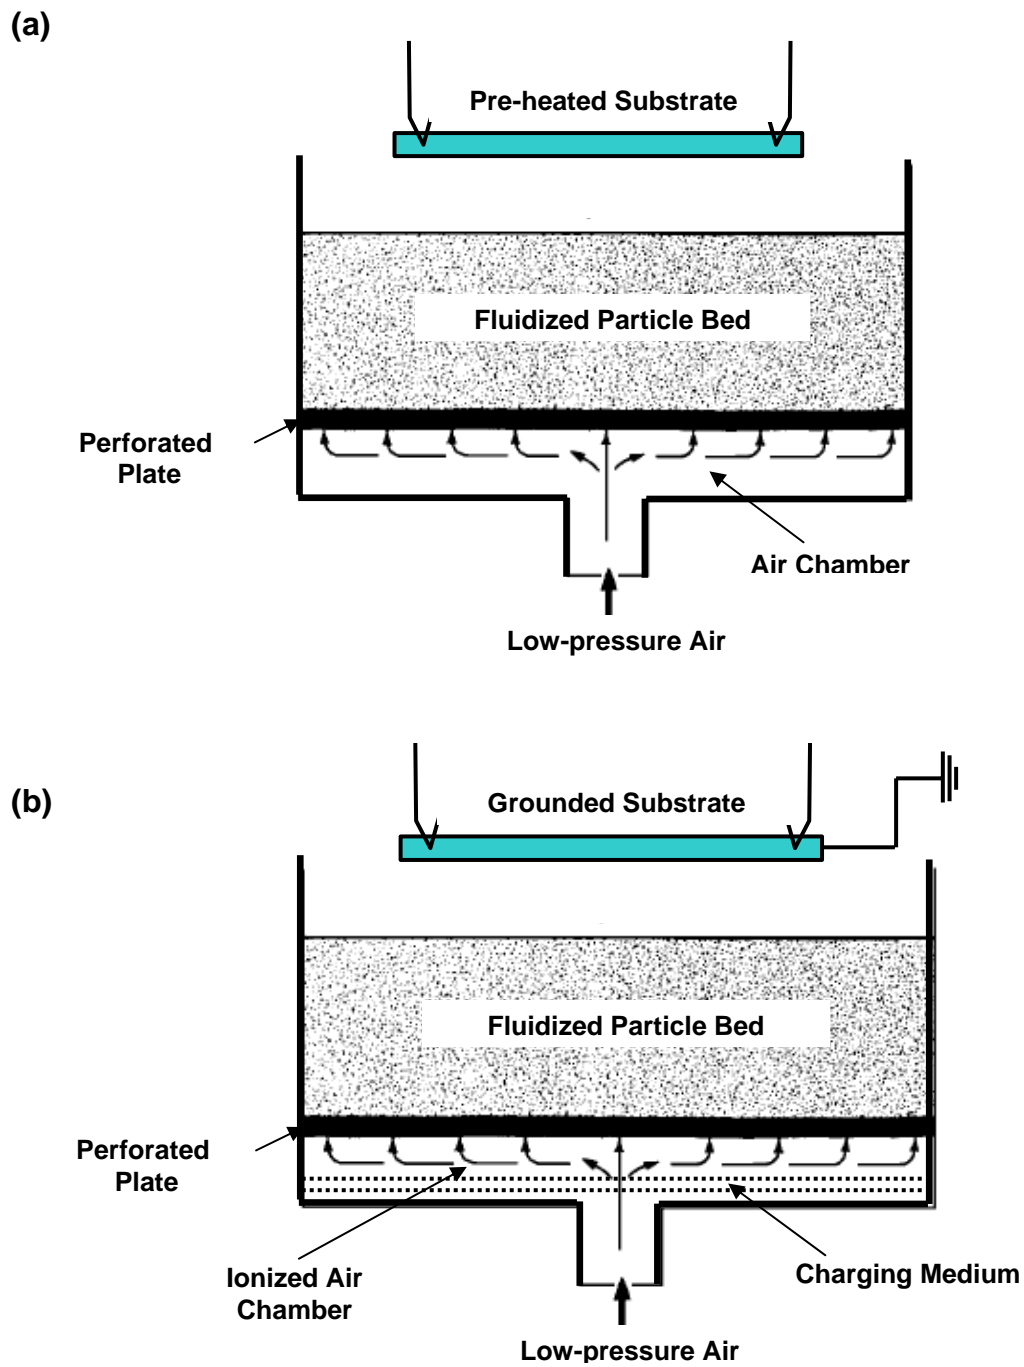 (a)
Pre-heated Substrate
Fluidized Particle Bed
Perforated
Plate
Air Chamber
Low-pressure Air
(b)
Grounded Substrate
Fluidized Particle Bed
Perforated
Plate
Ionized Air
Chamber
Charging Medium
Low-pressure Air